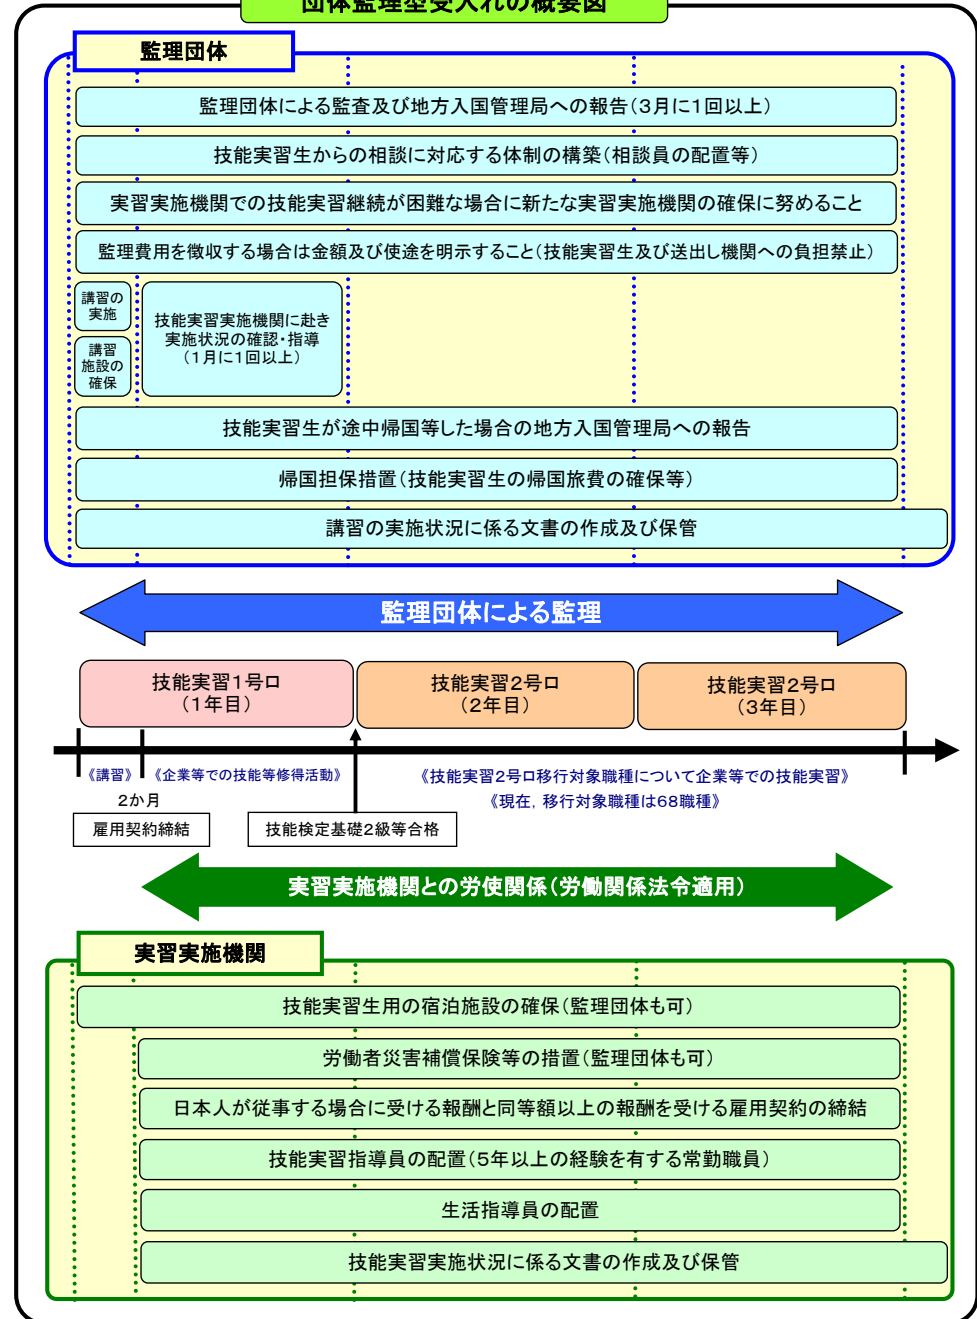 団体監理型受入れの概要図
監理団体
監理団体による監査及び地方入国管理局への報告(3月に1回以上)
技能実習生からの相談に対応する体制の構築(相談員の配置等)
実習実施機関での技能実習継続が困難な場合に新たな実習実施機関の確保に努めること
監理費用を徴収する場合は金額及び使途を明示すること(技能実習生及び送出し機関への負担禁止)
講習の
実施
講習
施設の
確保
技能実習実施機関に赴き
実施状況の確認・指導
(1月に1回以上)
技能実習生が途中帰国等した場合の地方入国管理局への報告
帰国担保措置(技能実習生の帰国旅費の確保等)
講習の実施状況に係る文書の作成及び保管
監理団体による監理
技能実習1号ロ
(1年目)
技能実習2号ロ
(2年目)
技能実習2号ロ
(3年目)
《講習》
《企業等での技能等修得活動》
《技能実習2号ロ移行対象職種について企業等での技能実習》
《現在，移行対象職種は68職種》
2か月
雇用契約締結
技能検定基礎2級等合格
実習実施機関との労使関係(労働関係法令適用)
実習実施機関
技能実習生用の宿泊施設の確保(監理団体も可)
労働者災害補償保険等の措置(監理団体も可)
日本人が従事する場合に受ける報酬と同等額以上の報酬を受ける雇用契約の締結
技能実習指導員の配置(5年以上の経験を有する常勤職員)
生活指導員の配置
技能実習実施状況に係る文書の作成及び保管